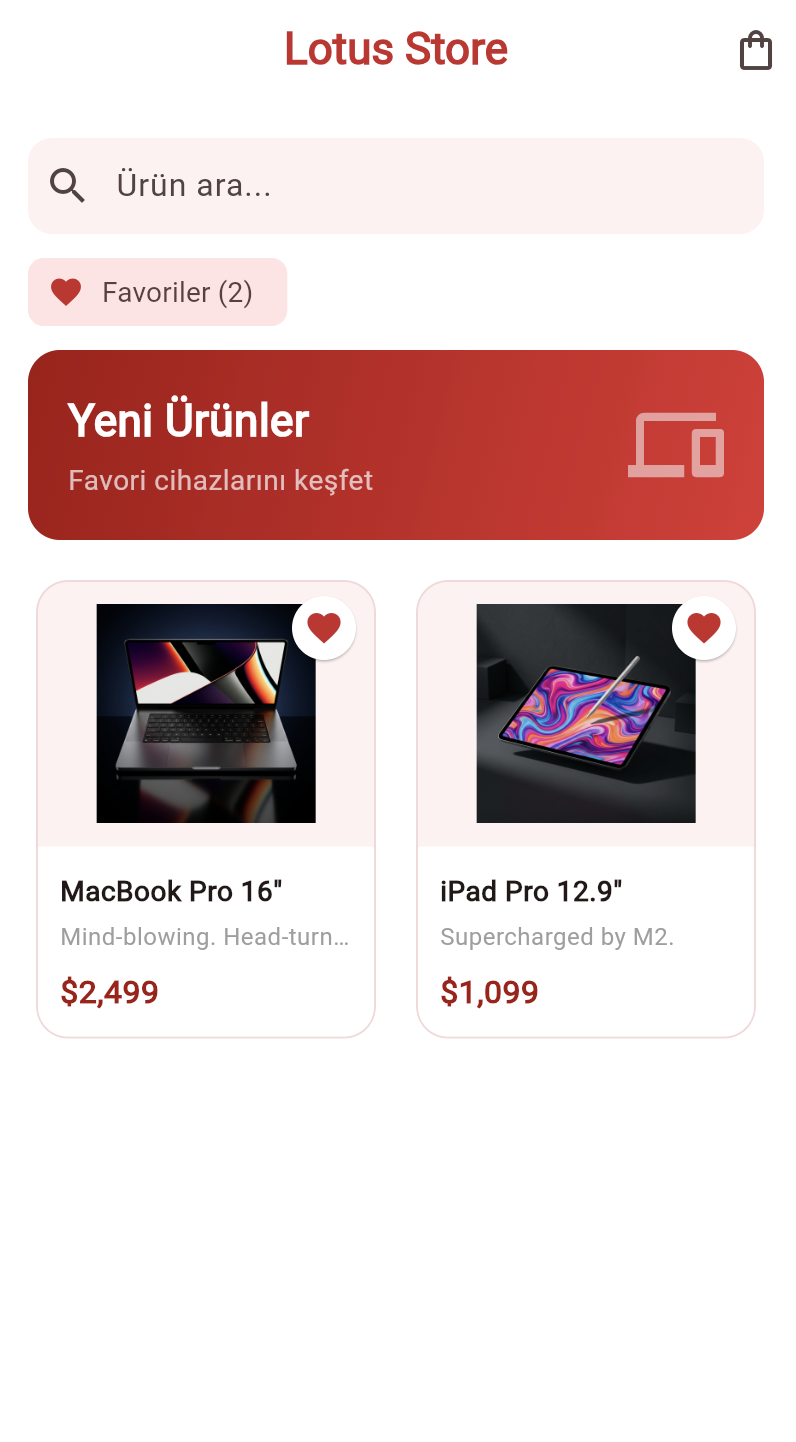 Lotus Store
Ürün ara...
Favoriler (2)
Yeni Ürünler
Favori cihazlarını keşfet
MacBook Pro 16"
Mind-blowing. Head-turn…
$2,499
iPad Pro 12.9"
Supercharged by M2.
$1,099